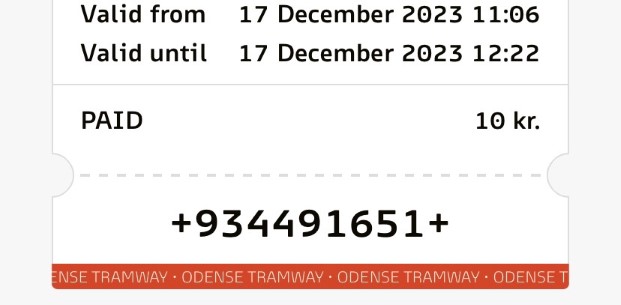 Valid from 17 December 2023 11:06
Valid until 17 December 2023 12:22
PAID 10 kr.
+934491651+
ENSE TRAMWAY · ODENSE TRAMWAY · ODENSE TRAMWAY · ODENSE T